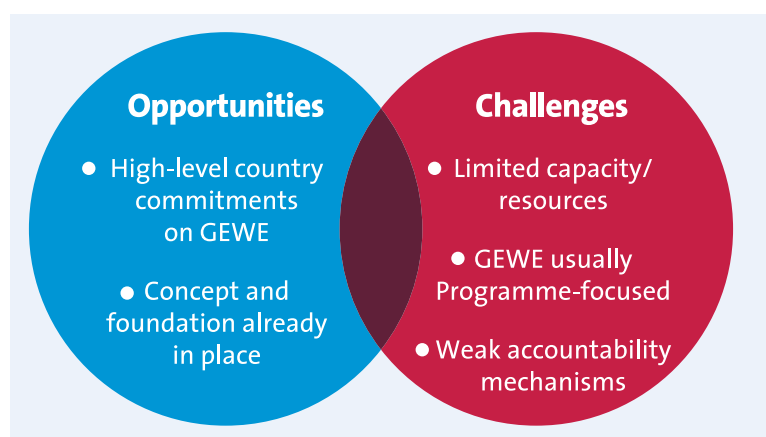 Opportunities
● High-level country
commitments
on GEWE
● Concept and
foundation already
in place
Challenges
● Limited capacity/
resources
● GEWE usually
Programme-focused
● Weak accountability
mechanisms